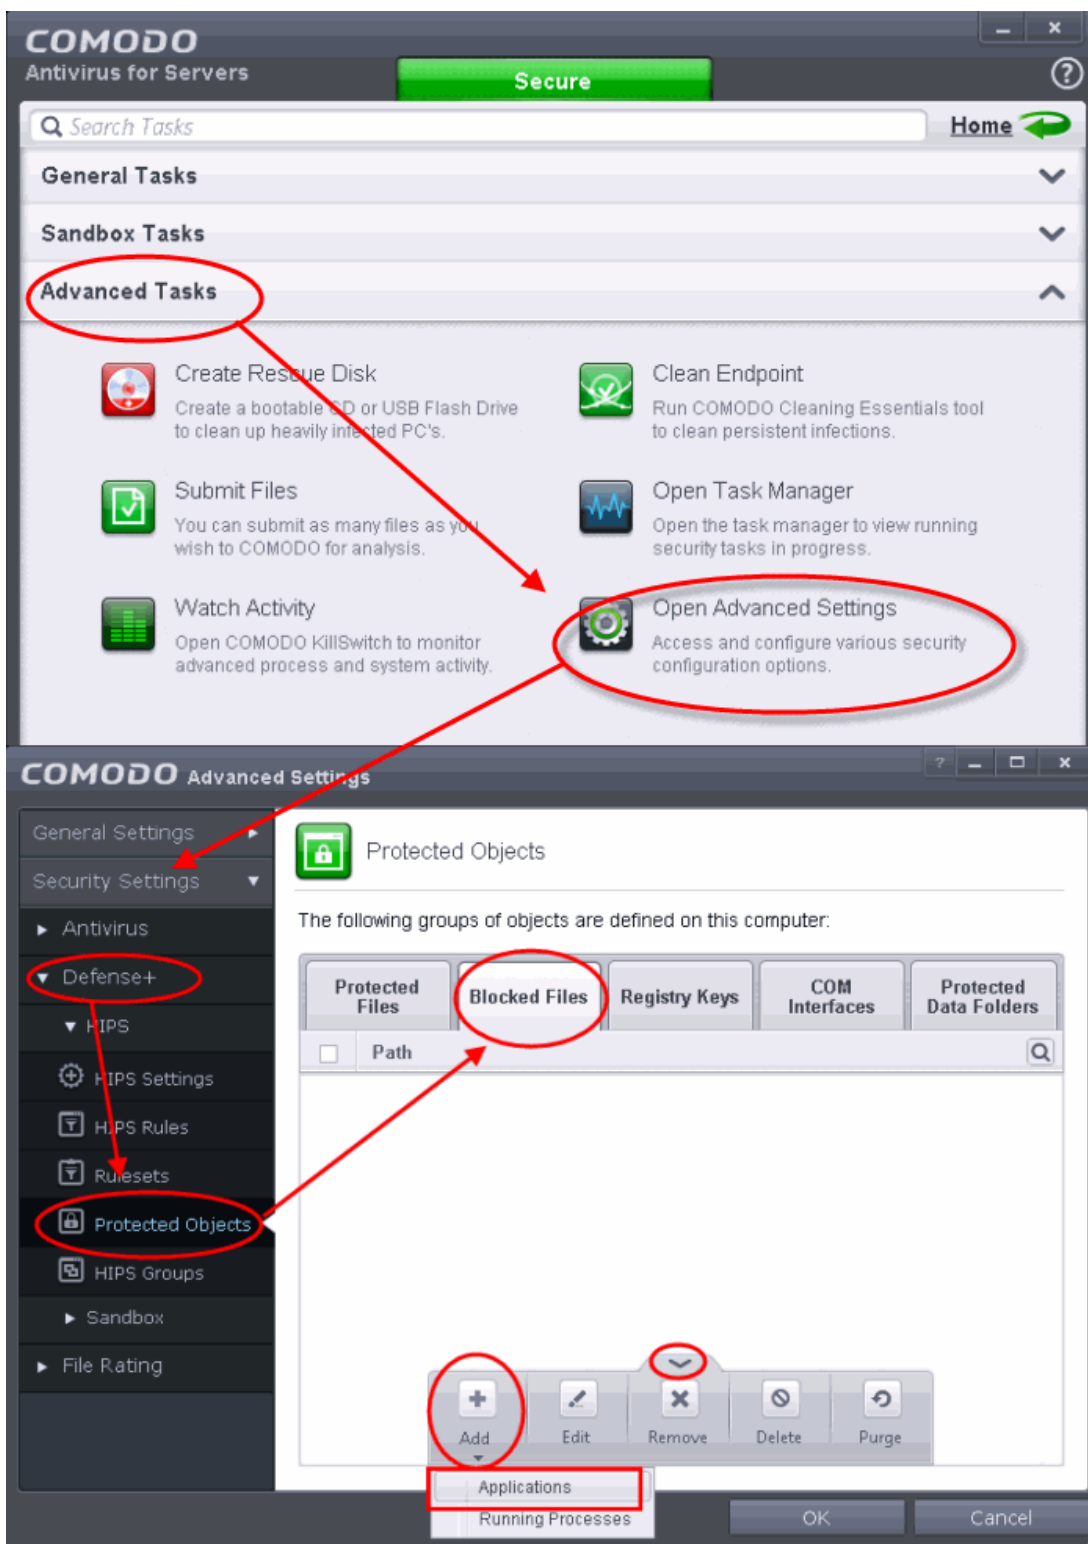 COMODO
Antivirus for Servers
Secure
?
Search Tasks
Home
General Tasks
Sandbox Tasks
Advanced Tasks
Create Rescue Disk
Create a bootable CD or USB Flash Drive
to clean up heavily infected PC's.
Clean Endpoint
Run COMODO Cleaning Essentials tool
to clean persistent infections.
Submit Files
You can submit as many files as you
wish to COMODO for analysis.
Open Task Manager
Open the task manager to view running
security tasks in progress.
Watch Activity
Open COMODO KillSwitch to monitor
advanced process and system activity.
Open Advanced Settings
Access and configure various security
configuration options.
COMODO Advanced Settings
?
General Settings
Security Settings
Antivirus
Defense+
HIPS
HIPS Settings
HIPS Rules
Rulesets
Protected Objects
HIPS Groups
Sandbox
File Rating
Protected Objects
The following groups of objects are defined on this computer:
Protected
Files
Blocked Files
Registry Keys
COM
Interfaces
Protected
Data Folders
Path
Add
Edit
Remove
Delete
Purge
Applications
Running Processes
OK
Cancel